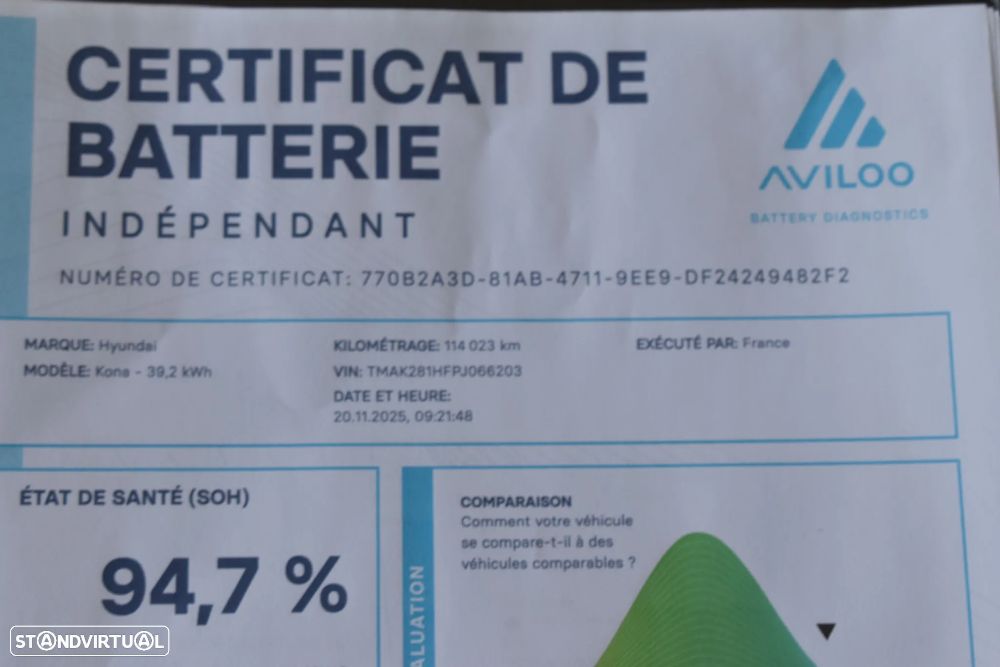 CERTIFICAT DE
BATTERIE
INDÉPENDANT
AVILOO
BATTERY DIAGNOSTICS
NUMÉRO DE CERTIFICAT: 770B2A3D-81AB-4711-9EE9-DF24249482F2
MARQUE: Hyundai
MODÈLE: Kona - 39,2 kWh
KILOMÉTRAGE: 114 023 km
VIN: TMAK281HFPJ066203
DATE ET HEURE:
20.11.2025, 09:21:48
EXÉCUTÉ PAR: France
ÉTAT DE SANTÉ (SOH)
94,7 %
ALUATION
COMPARAISON
Comment votre véhicule
se compare-t-il à des
véhicules comparables ?
STANDVIRTUAL